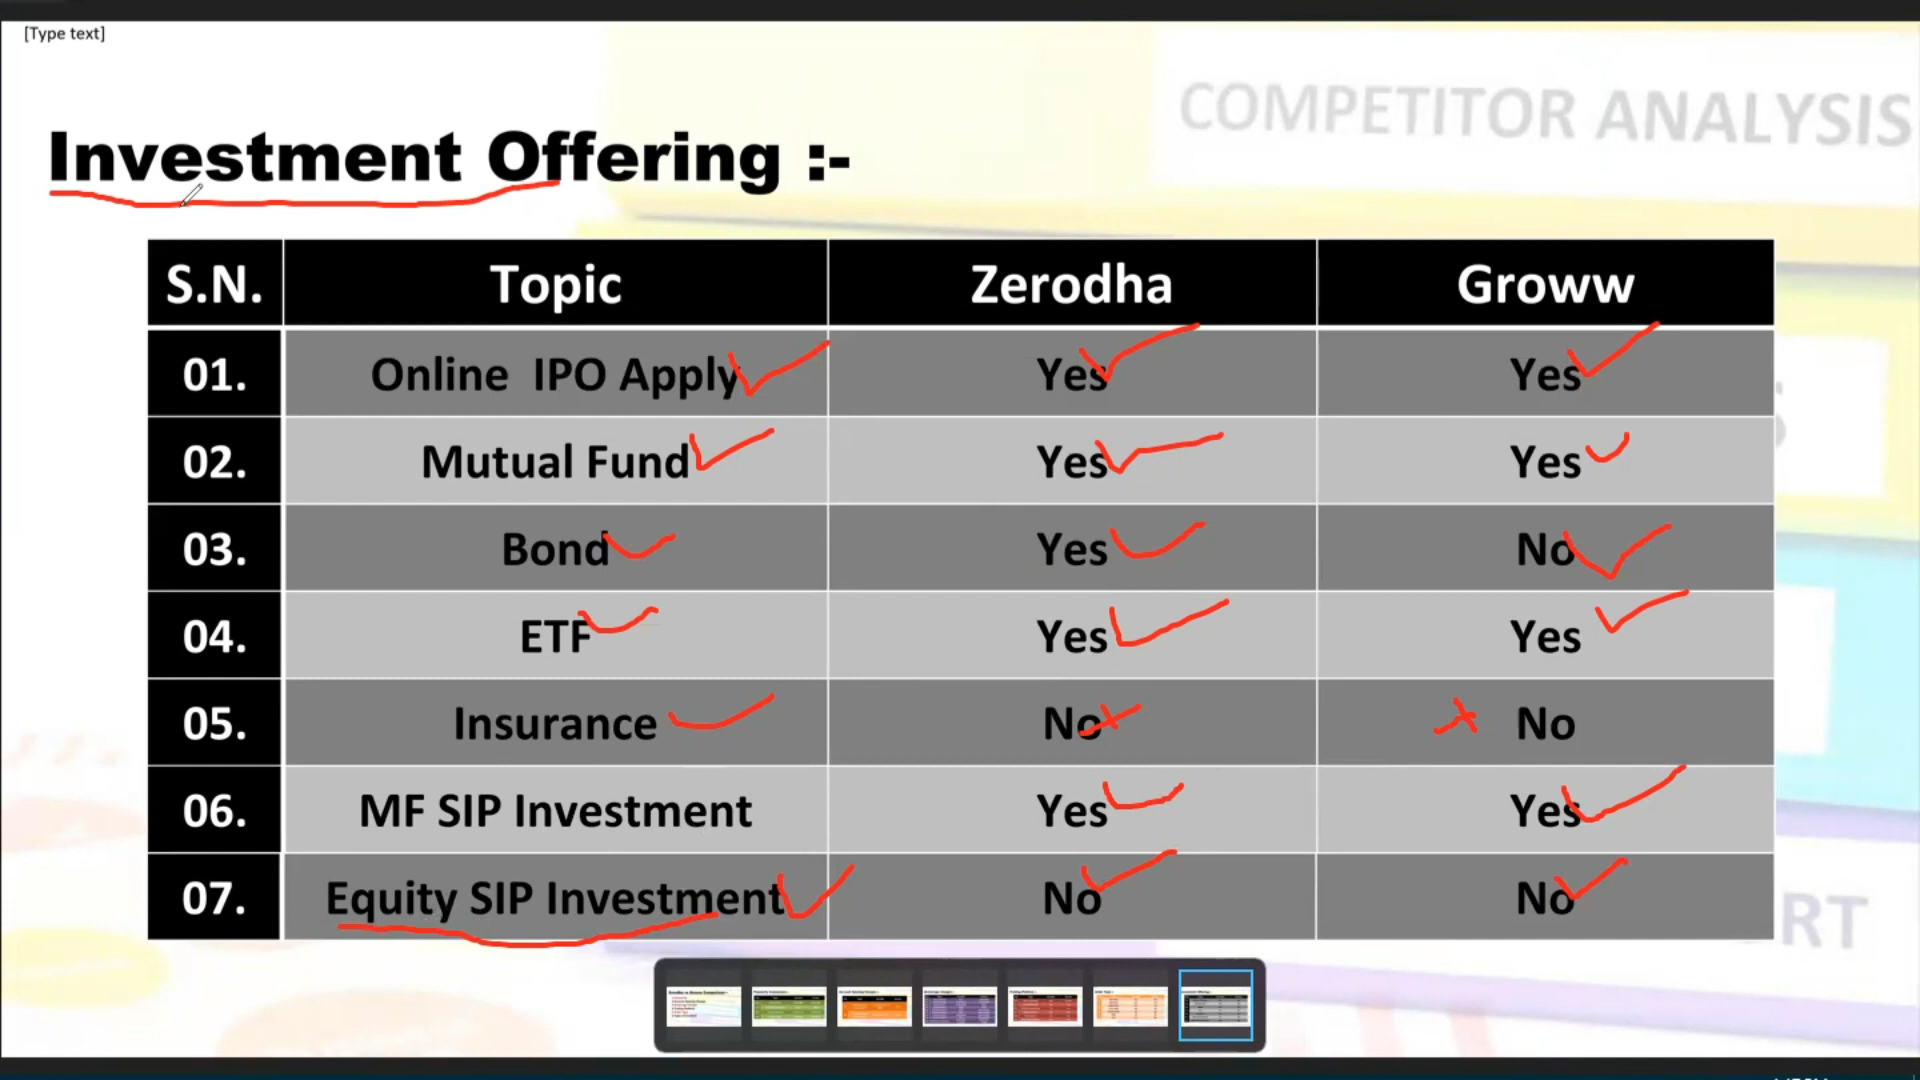 [Type text]
COMPETITOR ANALYSIS
Investment Offering :-
S.N. Topic Zerodha Groww
01. Online IPO Apply Yes Yes
02. Mutual Fund Yes Yes
03. Bond Yes No
04. ETF Yes Yes
05. Insurance No No
06. MF SIP Investment Yes Yes
07. Equity SIP Investment No No